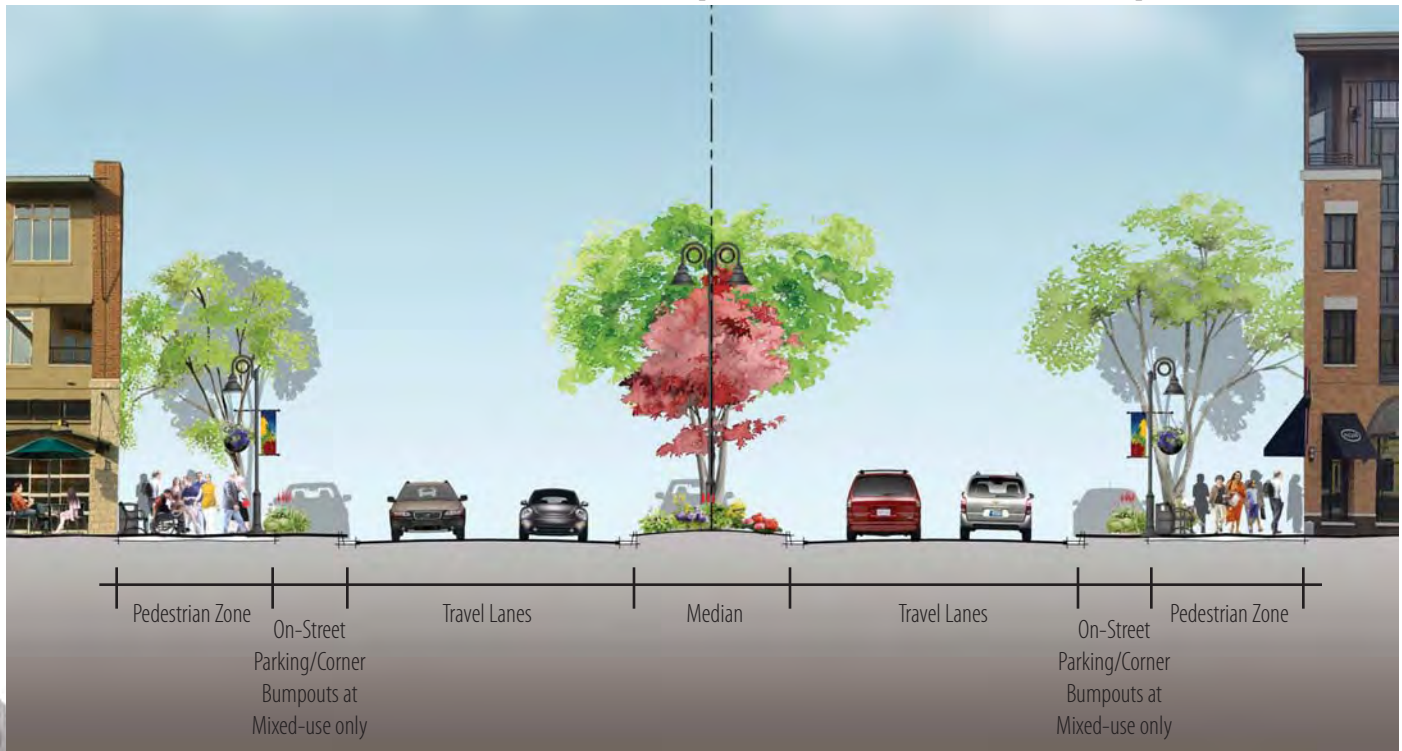 Pedestrian Zone
On-Street
Parking/Corner
Bumpouts at
Mixed-use only
Travel Lanes
Median
Travel Lanes
On-Street
Parking/Corner
Bumpouts at
Mixed-use only
Pedestrian Zone